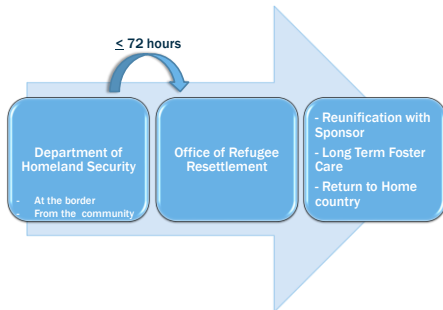 ≤ 72 hours
Department of
Homeland Security
- At the border
- From the community
Office of Refugee
Resettlement
- Reunification with
Sponsor
- Long Term Foster
Care
- Return to Home
country